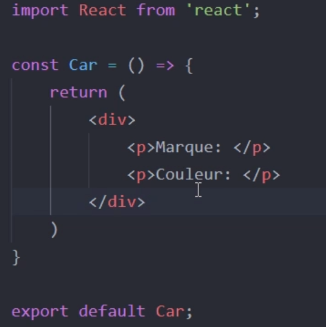 import React from 'react';
const Car = () => {
return (
<div>
<p>Marque: </p>
<p>Couleur: </p>
</div>
)
}
export default Car;